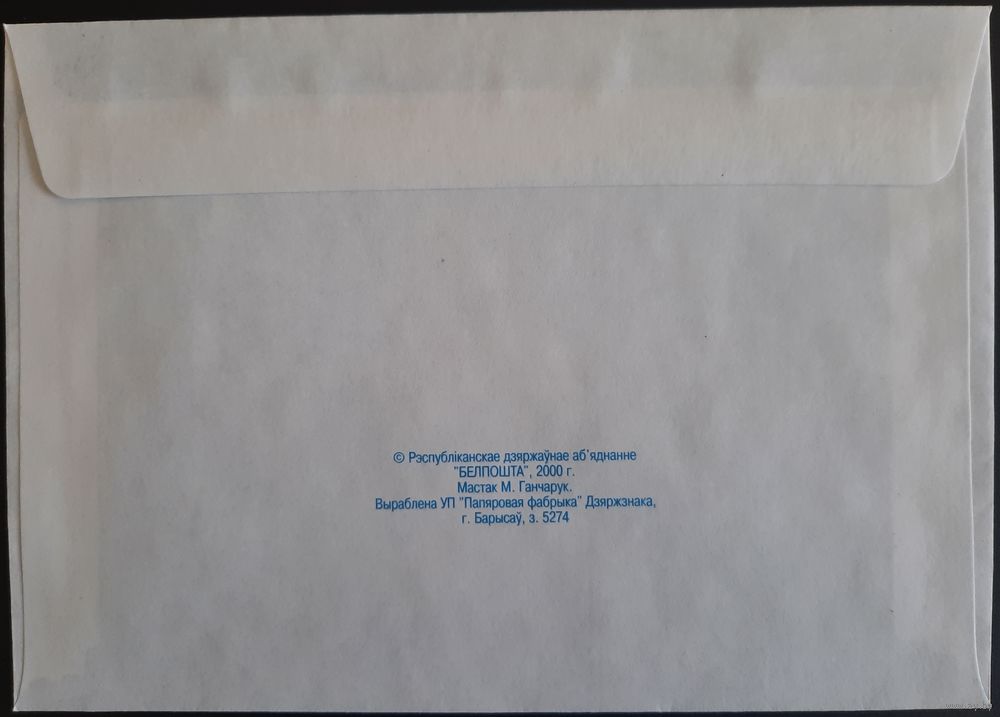 © Рэспубліканскае дзяржаўнае аб'яднанне
"БЕЛПОШТА", 2000 г.
Мастак М. Ганчарук.
Выраблена УП "Папяровая фабрыка" Дзяржзнака,
г. Барысаў, з. 5274